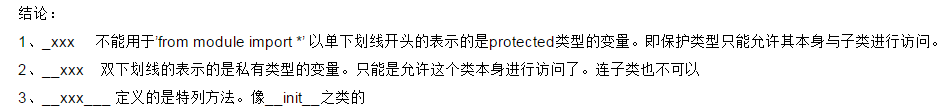 结论：
1、_xxx 不能用于’from module import *’ 以单下划线开头的表示的是protected类型的变量。即保护类型只能允许其本身与子类进行访问。
2、__xxx 双下划线的表示的是私有类型的变量。只能是允许这个类本身进行访问了。连子类也不可以
3、__xxx___ 定义的是特列方法。像__init__之类的